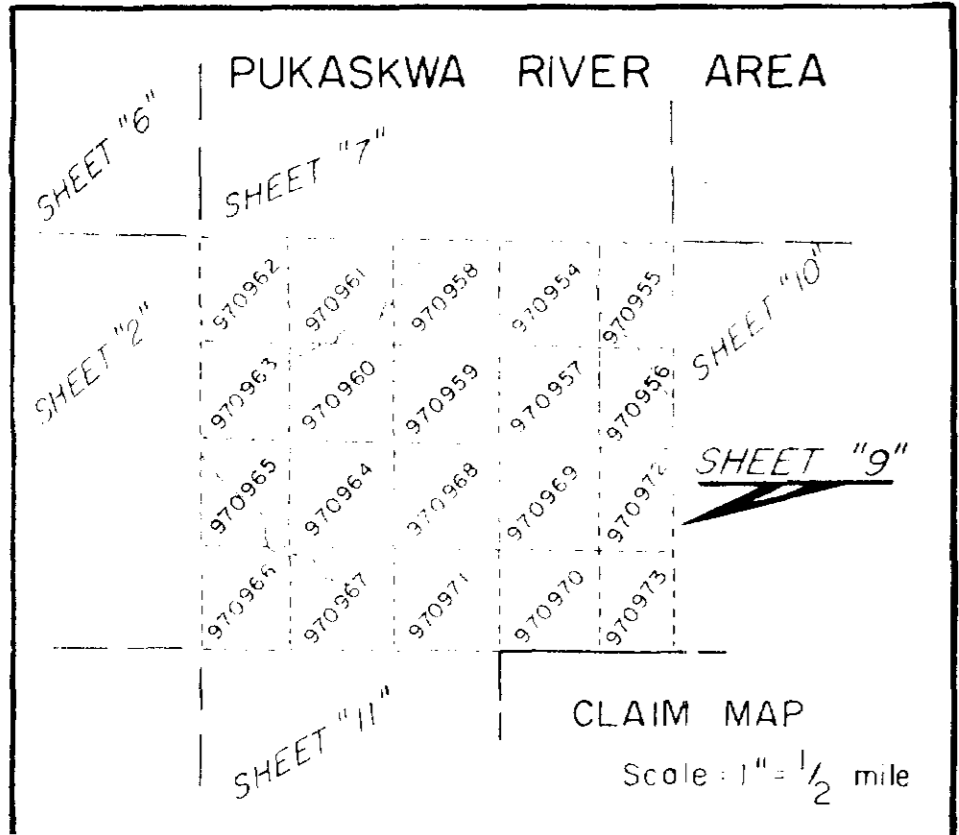 PUKASKWA RIVER AREA
SHEET "6"
SHEET "7"
SHEET "2"
970962 970961 970958 970954 970955
SHEET "10"
970963 970960 970959 970957 970956
SHEET "9"
970965 970964 970968 970969 970972
970966 970967 970971 970970 970973
SHEET "11"
CLAIM MAP
Scale : 1" = 1/2 mile